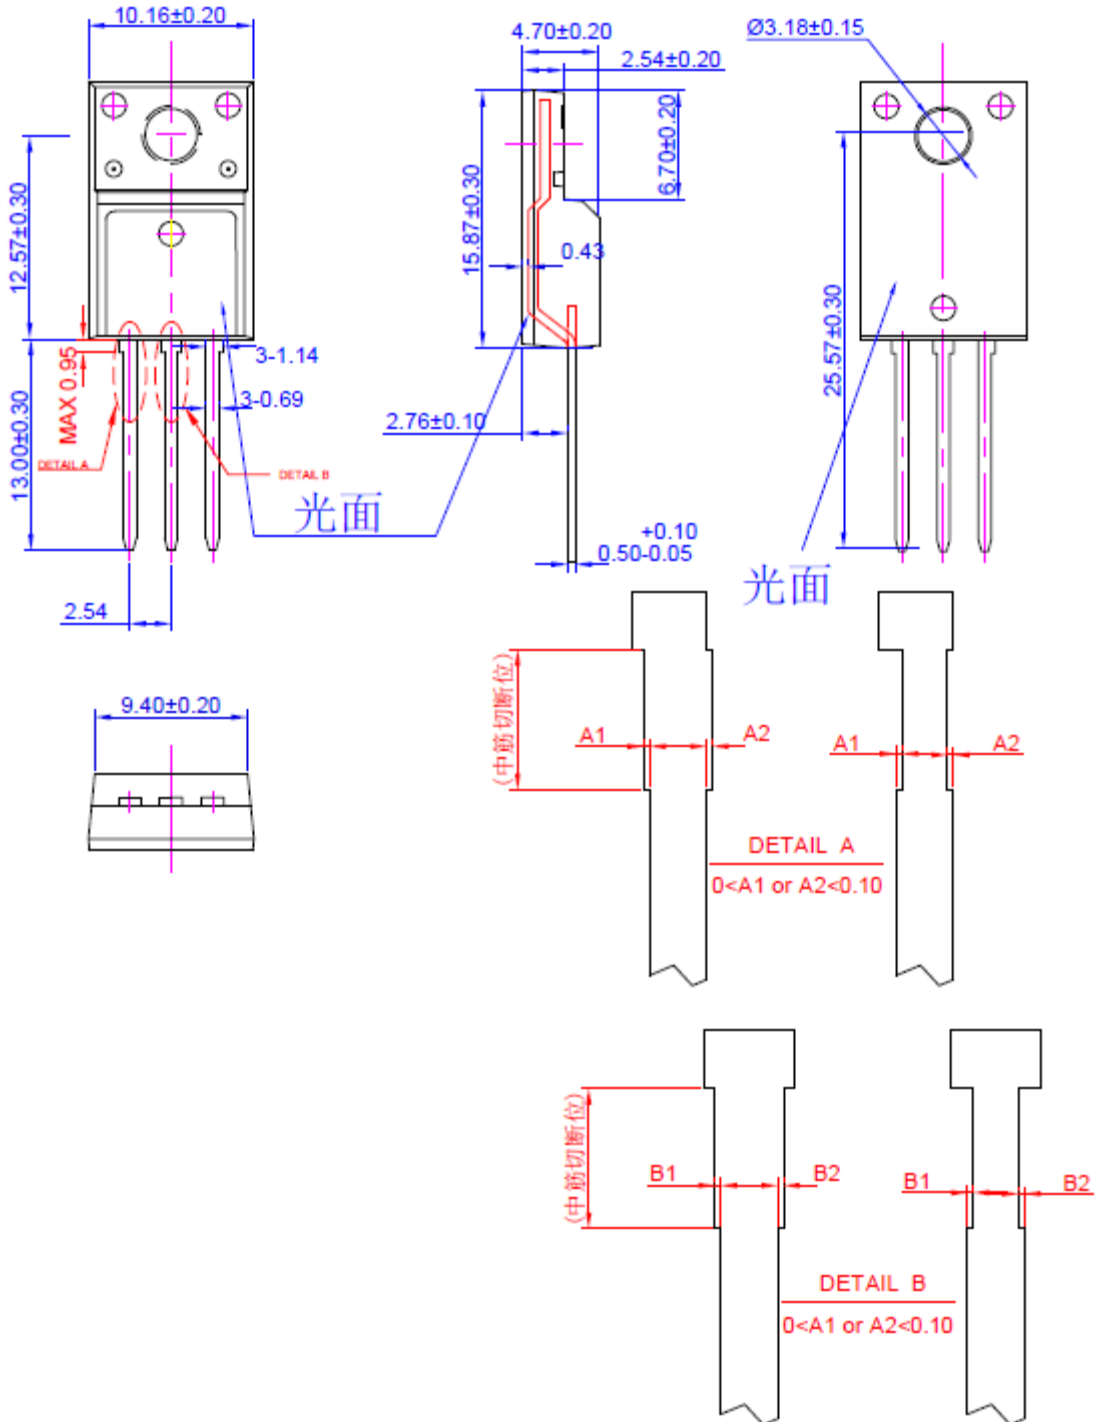 10.16±0.20
4.70±0.20
2.54±0.20
Ø3.18±0.15
12.57±0.30
15.87±0.30
6.70±0.20
0.43
25.57±0.30
MAX 0.95
3-1.14
3-0.69
13.00±0.30
DETAIL A
DETAIL B
2.76±0.10
光面
+0.10
0.50-0.05
光面
2.54
9.40±0.20
(中筋切断位)
A1
A2
A1
A2
DETAIL A
0<A1 or A2<0.10
(中筋切断位)
B1
B2
B1
B2
DETAIL B
0<A1 or A2<0.10